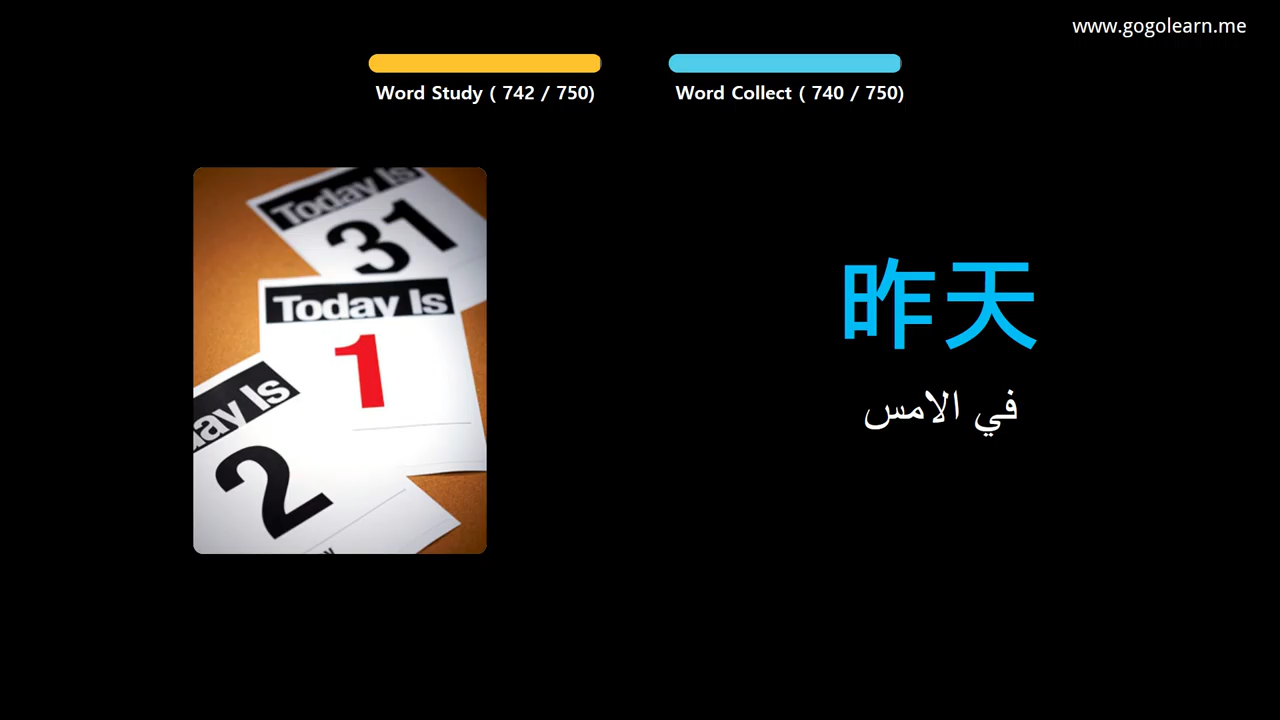 www.gogolearn.me
Word Study ( 742 / 750)
Word Collect ( 740 / 750)
Today Is
31
Today Is
1
ay Is
2
昨天
في الامس